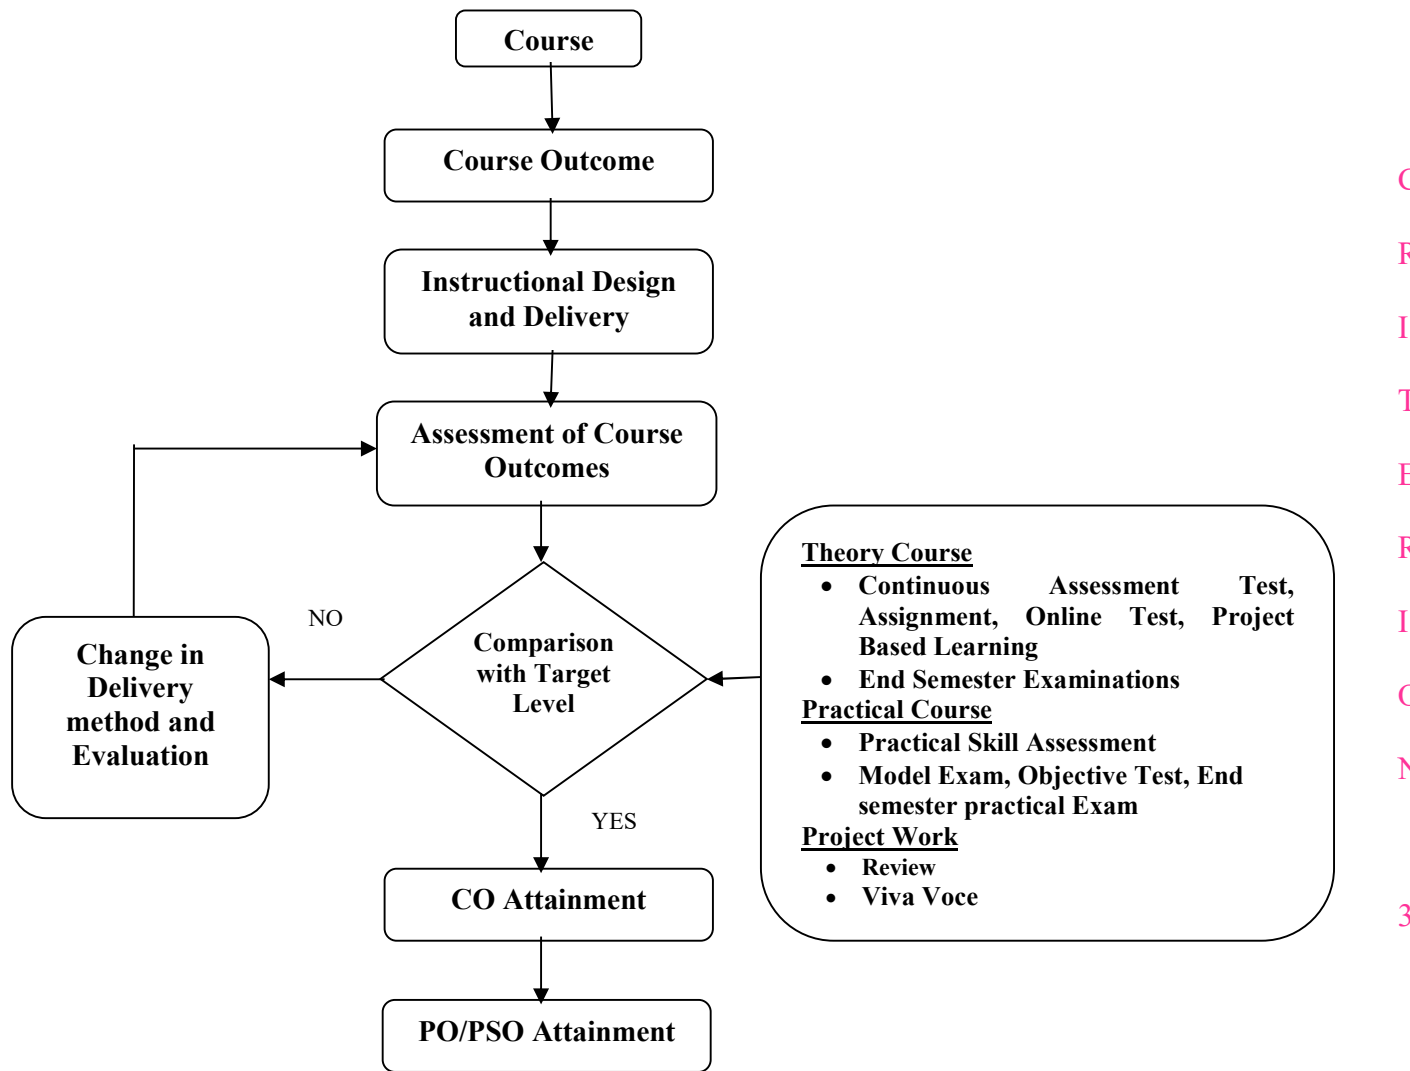 Course
Course Outcome
Instructional Design
and Delivery
Assessment of Course
Outcomes
Comparison
with Target
Level
NO
Change in
Delivery
method and
Evaluation
YES
Theory Course
• Continuous Assessment Test,
Assignment, Online Test, Project
Based Learning
• End Semester Examinations
Practical Course
• Practical Skill Assessment
• Model Exam, Objective Test, End
semester practical Exam
Project Work
• Review
• Viva Voce
CO Attainment
PO/PSO Attainment
R
I
T
E
R
I
N
3